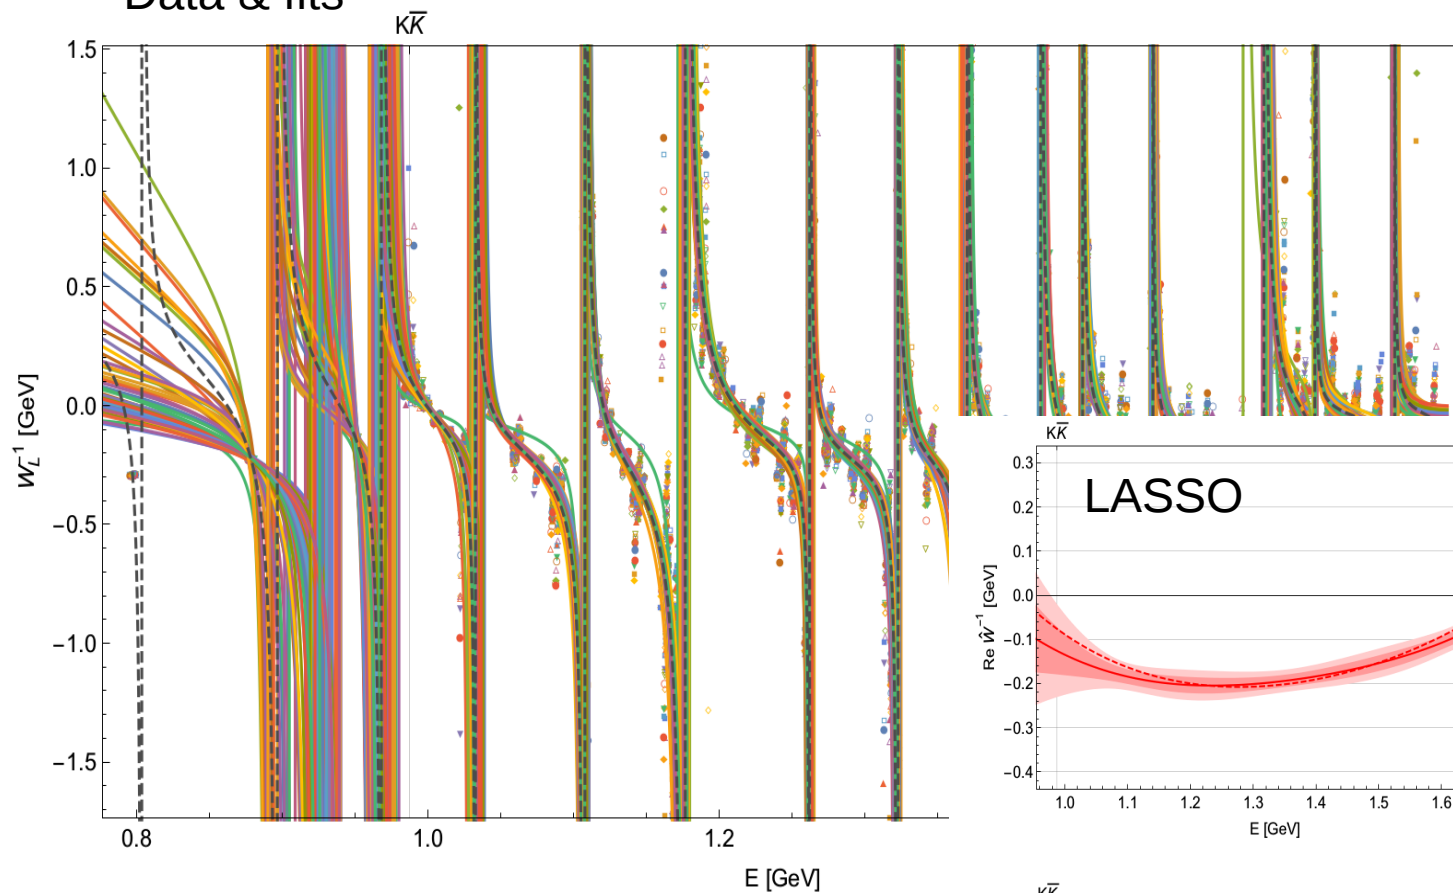 Data & fits
KK̅
1.5
1.0
0.5
0.0
−0.5
−1.0
−1.5
W_L^−1 [GeV]
0.8
1.0
1.2
E [GeV]
KK̅
LASSO
0.3
0.2
0.1
0.0
−0.1
−0.2
−0.3
−0.4
Re Ŵ^−1 [GeV]
1.0 1.1 1.2 1.3 1.4 1.5 1.6
E [GeV]
KK̅